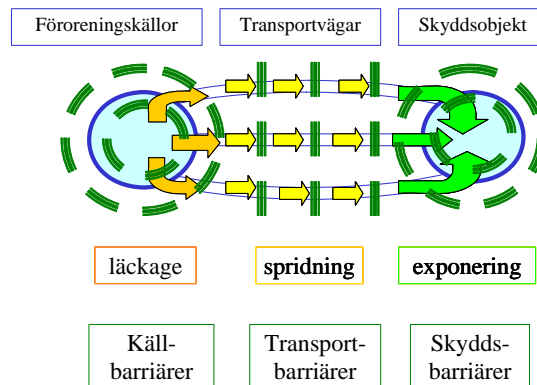 Föroreningskällor
Transportvägar
Skyddsobjekt
läckage
spridning
exponering
Käll-
barriärer
Transport-
barriärer
Skydds-
barriärer